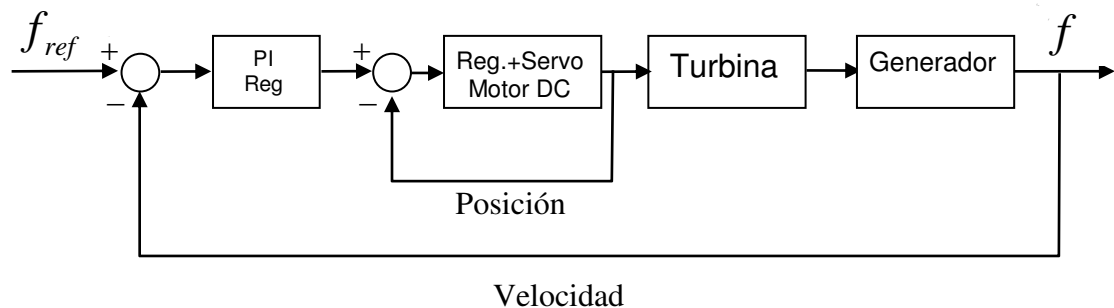 f_ref
+
−
PI
Reg
+
−
Reg.+Servo
Motor DC
Turbina
Generador
f
Posición
Velocidad